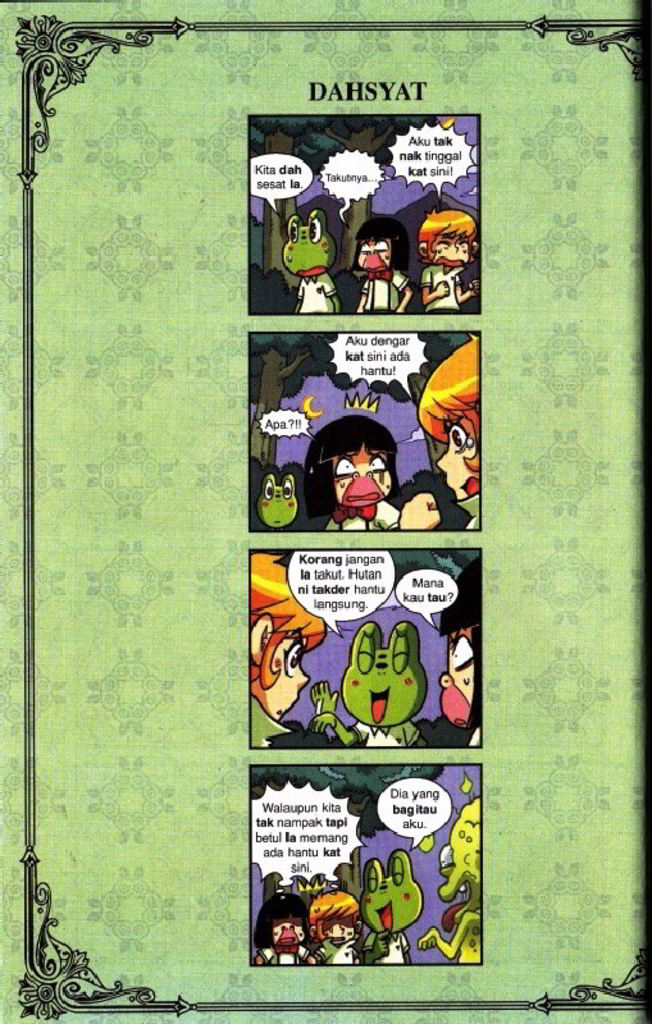 DAHSYAT
Kita dah
sesat la.
Takutnya...
Aku tak
nak tinggal
kat sini!
Aku dengar
kat sini ada
hantu!
Apa?!!
Korang jangan
la takut. Hutan
ni takder hantu
langsung.
Mana
kau tau?
Walaupun kita
tak nampak tapi
betul la memang
ada hantu kat
sini.
Dia yang
bagitau
aku.